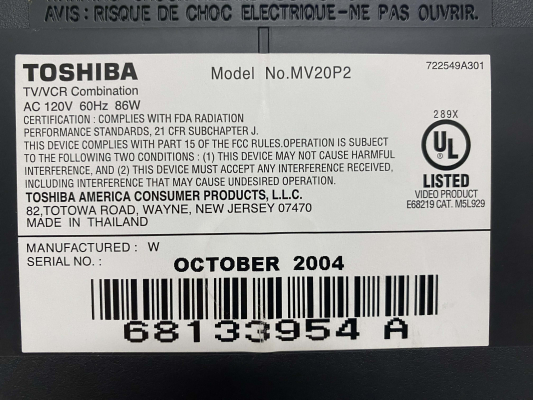 AVIS: RISQUE DE CHOC ELECTRIQUE-NE PAS OUVRIR.
TOSHIBA Model No.MV20P2 722549A301
TV/VCR Combination
AC 120V 60Hz 86W
289X
CERTIFICATION : COMPLIES WITH FDA RADIATION
PERFORMANCE STANDARDS, 21 CFR SUBCHAPTER J.
THIS DEVICE COMPLIES WITH PART 15 OF THE FCC RULES.OPERATION IS SUBJECT
TO THE FOLLOWING TWO CONDITIONS : (1) THIS DEVICE MAY NOT CAUSE HARMFUL
INTERFERENCE, AND (2) THIS DEVICE MUST ACCEPT ANY INTERFERENCE RECEIVED,
INCLUDING INTERFERENCE THAT MAY CAUSE UNDESIRED OPERATION.
TOSHIBA AMERICA CONSUMER PRODUCTS, L.L.C.
82,TOTOWA ROAD, WAYNE, NEW JERSEY 07470
MADE IN THAILAND
UL
LISTED
VIDEO PRODUCT
E68219 CAT. M5L929
MANUFACTURED : W
SERIAL NO. : OCTOBER 2004
68133954 A